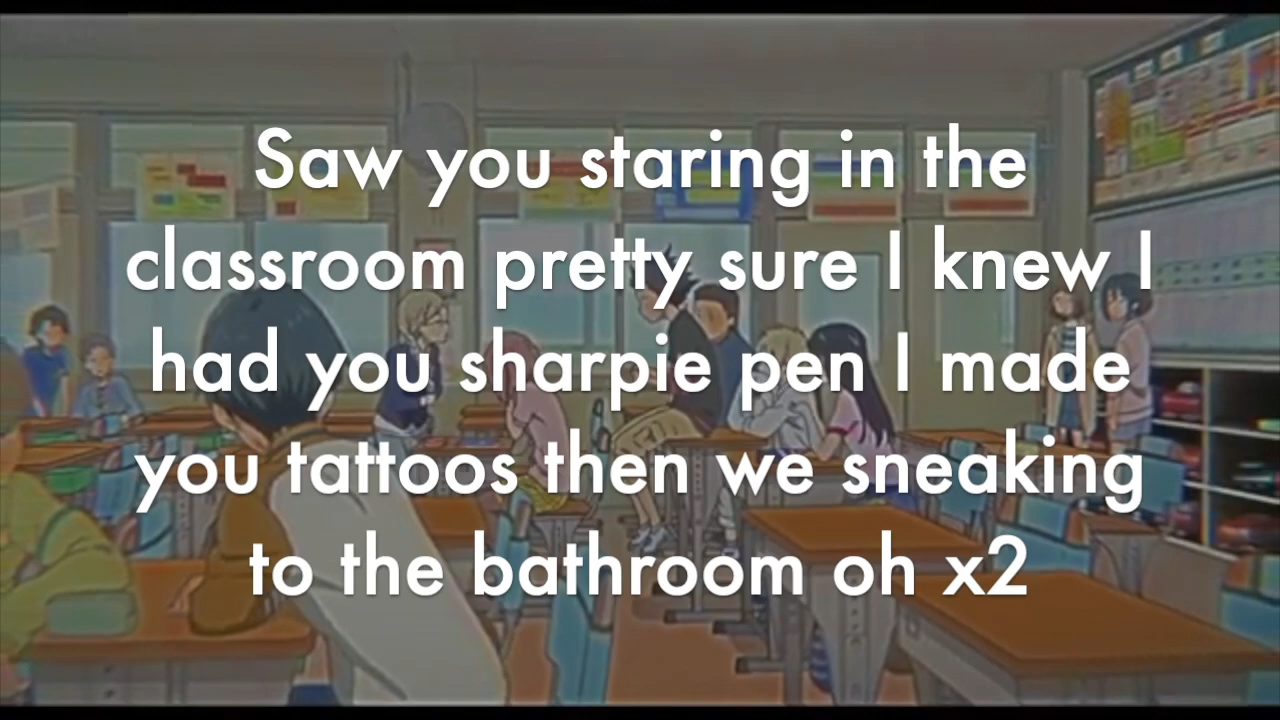 Saw you staring in the
classroom pretty sure I knew I
had you sharpie pen I made
you tattoos then we sneaking
to the bathroom oh x2